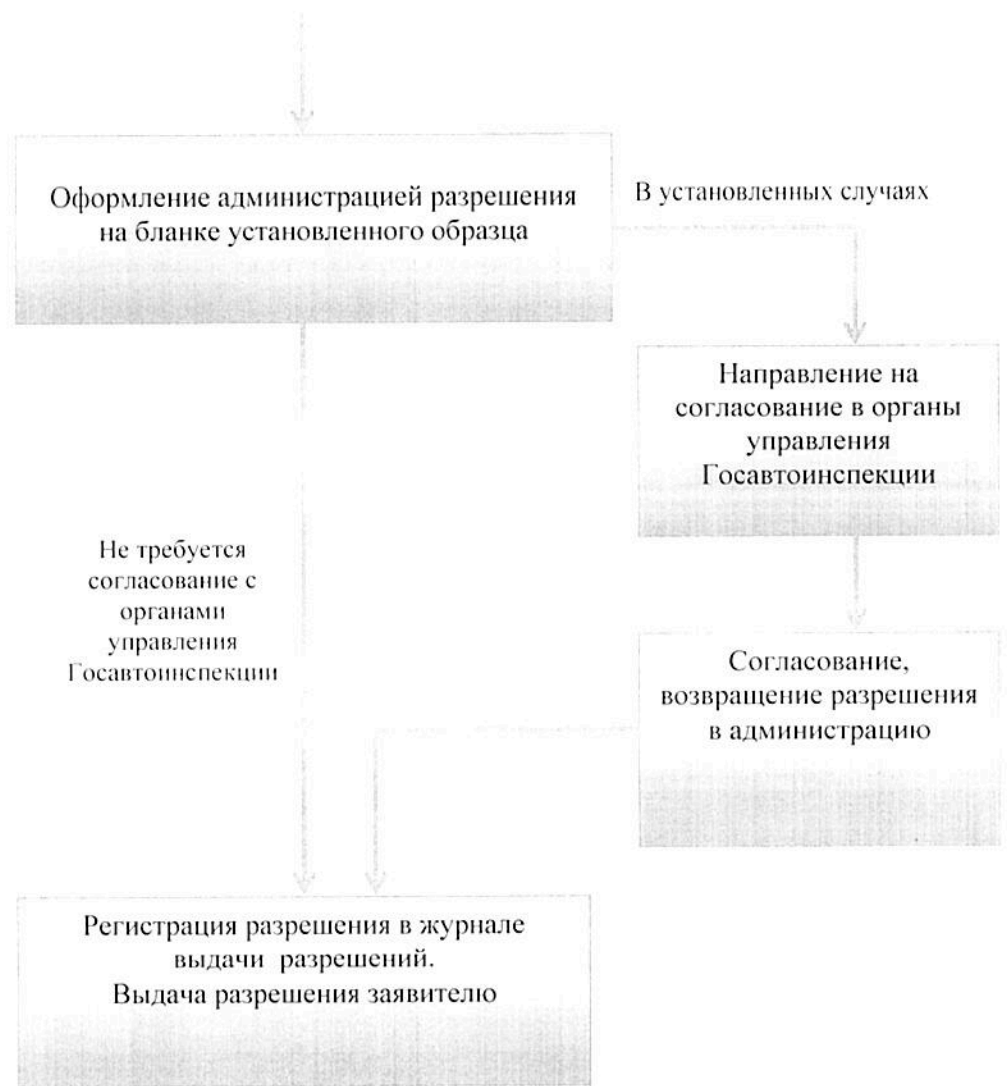 Оформление администрацией разрешения
на бланке установленного образца
В установленных случаях
Направление на
согласование в органы
управления
Госавтоинспекции
Не требуется
согласование с
органами
управления
Госавтоинспекции
Согласование,
возвращение разрешения
в администрацию
Регистрация разрешения в журнале
выдачи разрешений.
Выдача разрешения заявителю